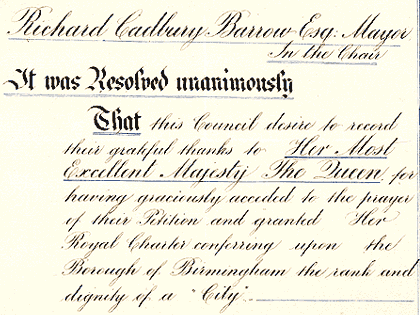 Richard Cadbury Barrow Esq: Mayor
In the Chair
It was Resolved unanimously
That this Council desire to record
their grateful thanks to Her Most
Excellent Majesty The Queen for
having graciously acceded to the prayer
of their Petition and granted Her
Royal Charter conferring upon the
Borough of Birmingham the rank and
dignity of a "City".